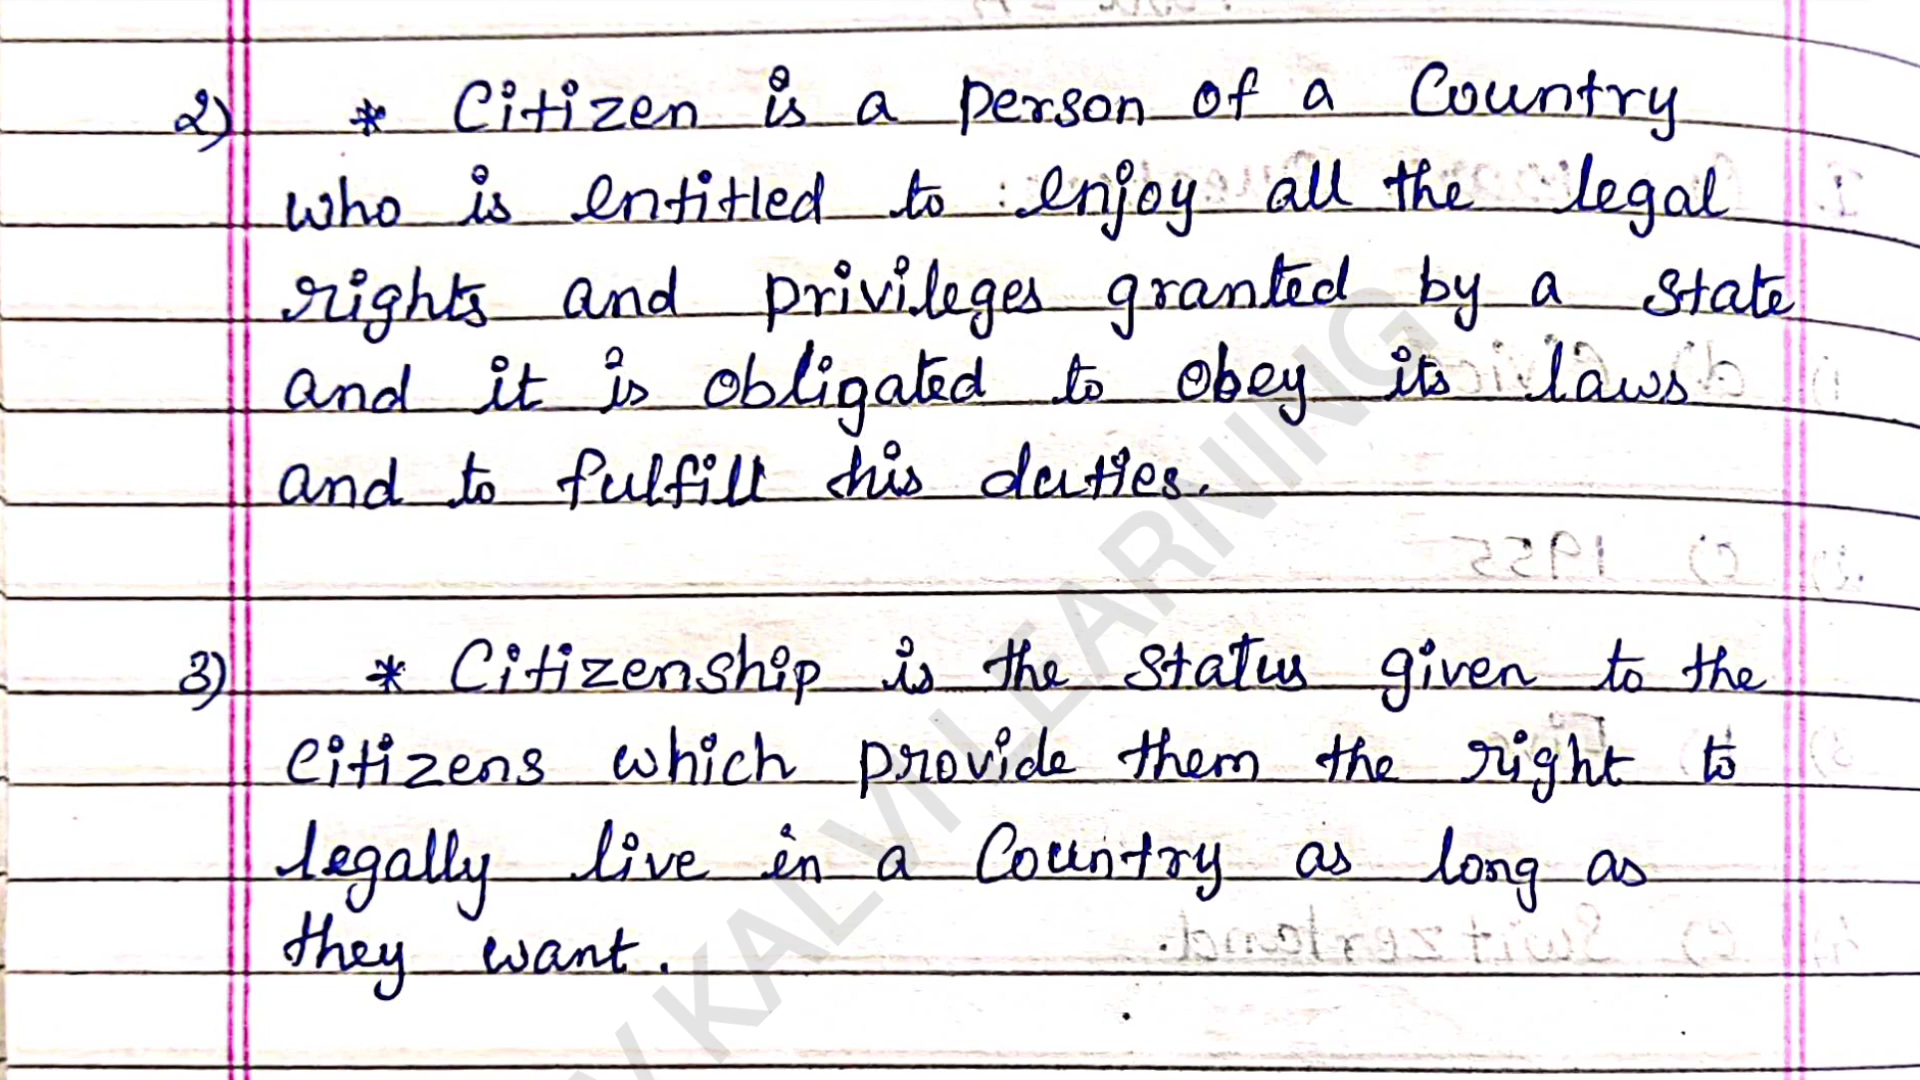 2) * Citizen is a person of a Country
who is entitled to enjoy all the legal
rights and privileges granted by a state
and it is obligated to obey its laws
and to fulfill his duties.
3) * Citizenship is the status given to the
citizens which provide them the right to
legally live in a Country as long as
they want.
KALVI LEARNING